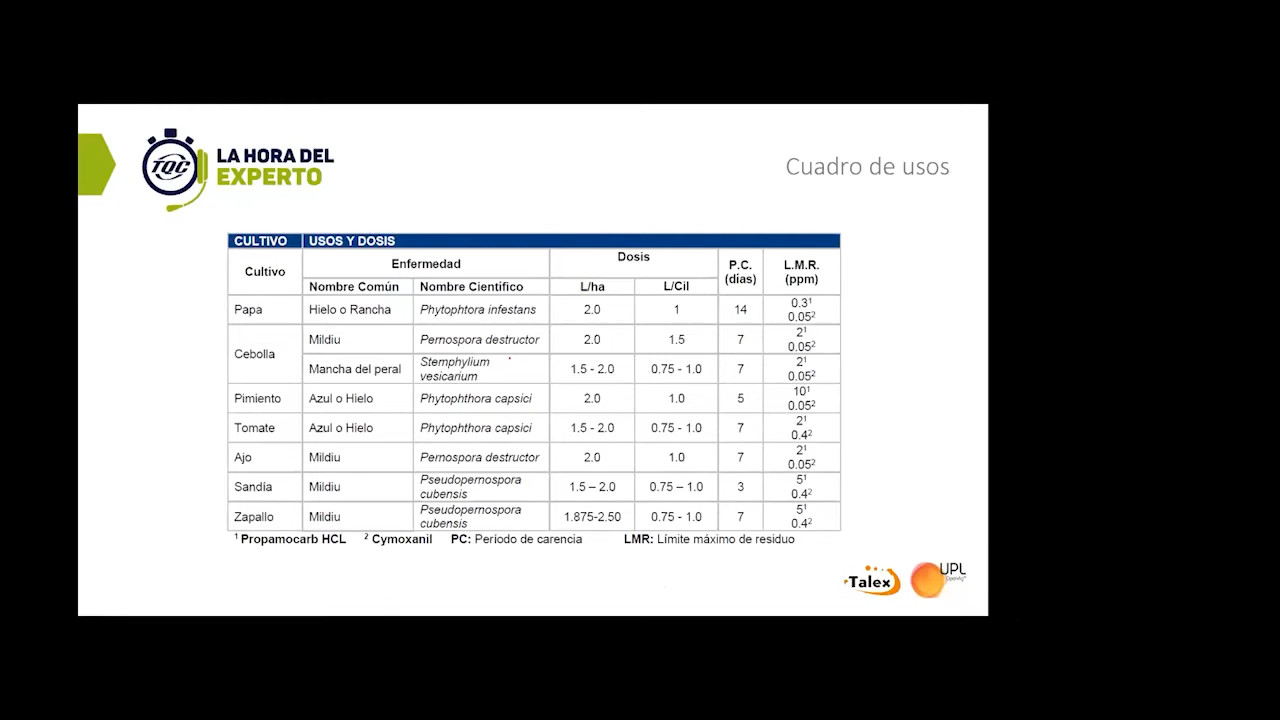 TQC
LA HORA DEL
EXPERTO
Cuadro de usos
CULTIVO USOS Y DOSIS
Cultivo Enfermedad Dosis P.C. (días) L.M.R. (ppm)
Nombre Común Nombre Científico L/ha L/Cil
Papa Hielo o Rancha Phytophtora infestans 2.0 1 14 0.3¹ 0.05²
Cebolla Mildiu Pernospora destructor 2.0 1.5 7 2¹ 0.05²
Mancha del peral Stemphylium vesicarium 1.5 - 2.0 0.75 - 1.0 7 2¹ 0.05²
Pimiento Azul o Hielo Phytophthora capsici 2.0 1.0 5 10¹ 0.05²
Tomate Azul o Hielo Phytophthora capsici 1.5 - 2.0 0.75 - 1.0 7 2¹ 0.4²
Ajo Mildiu Pernospora destructor 2.0 1.0 7 2¹ 0.05²
Sandía Mildiu Pseudopernospora cubensis 1.5 – 2.0 0.75 – 1.0 3 5¹ 0.4²
Zapallo Mildiu Pseudopernospora cubensis 1.875-2.50 0.75 - 1.0 7 5¹ 0.4²
¹ Propamocarb HCL ² Cymoxanil PC: Período de carencia LMR: Límite máximo de residuo
Talex UPL